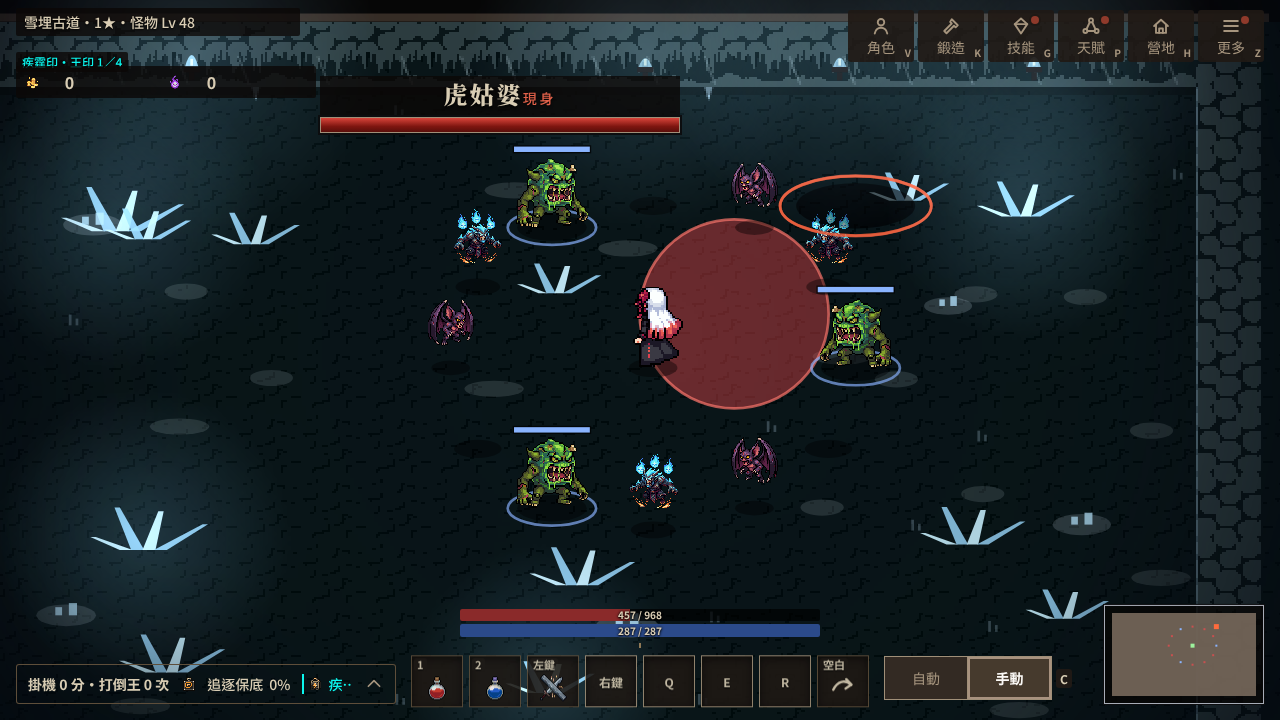 雪埋古道・1★・怪物 Lv 48
疾霆印・王印 1／4
0 0
虎姑婆 現身
角色 V
鍛造 K
技能 G
天賦 P
營地 H
更多 Z
457 / 968
287 / 287
掛機 0 分・打倒王 0 次 追逐保底 0% 疾··
1
2
左鍵
右鍵
Q
E
R
空白
自動
手動
C